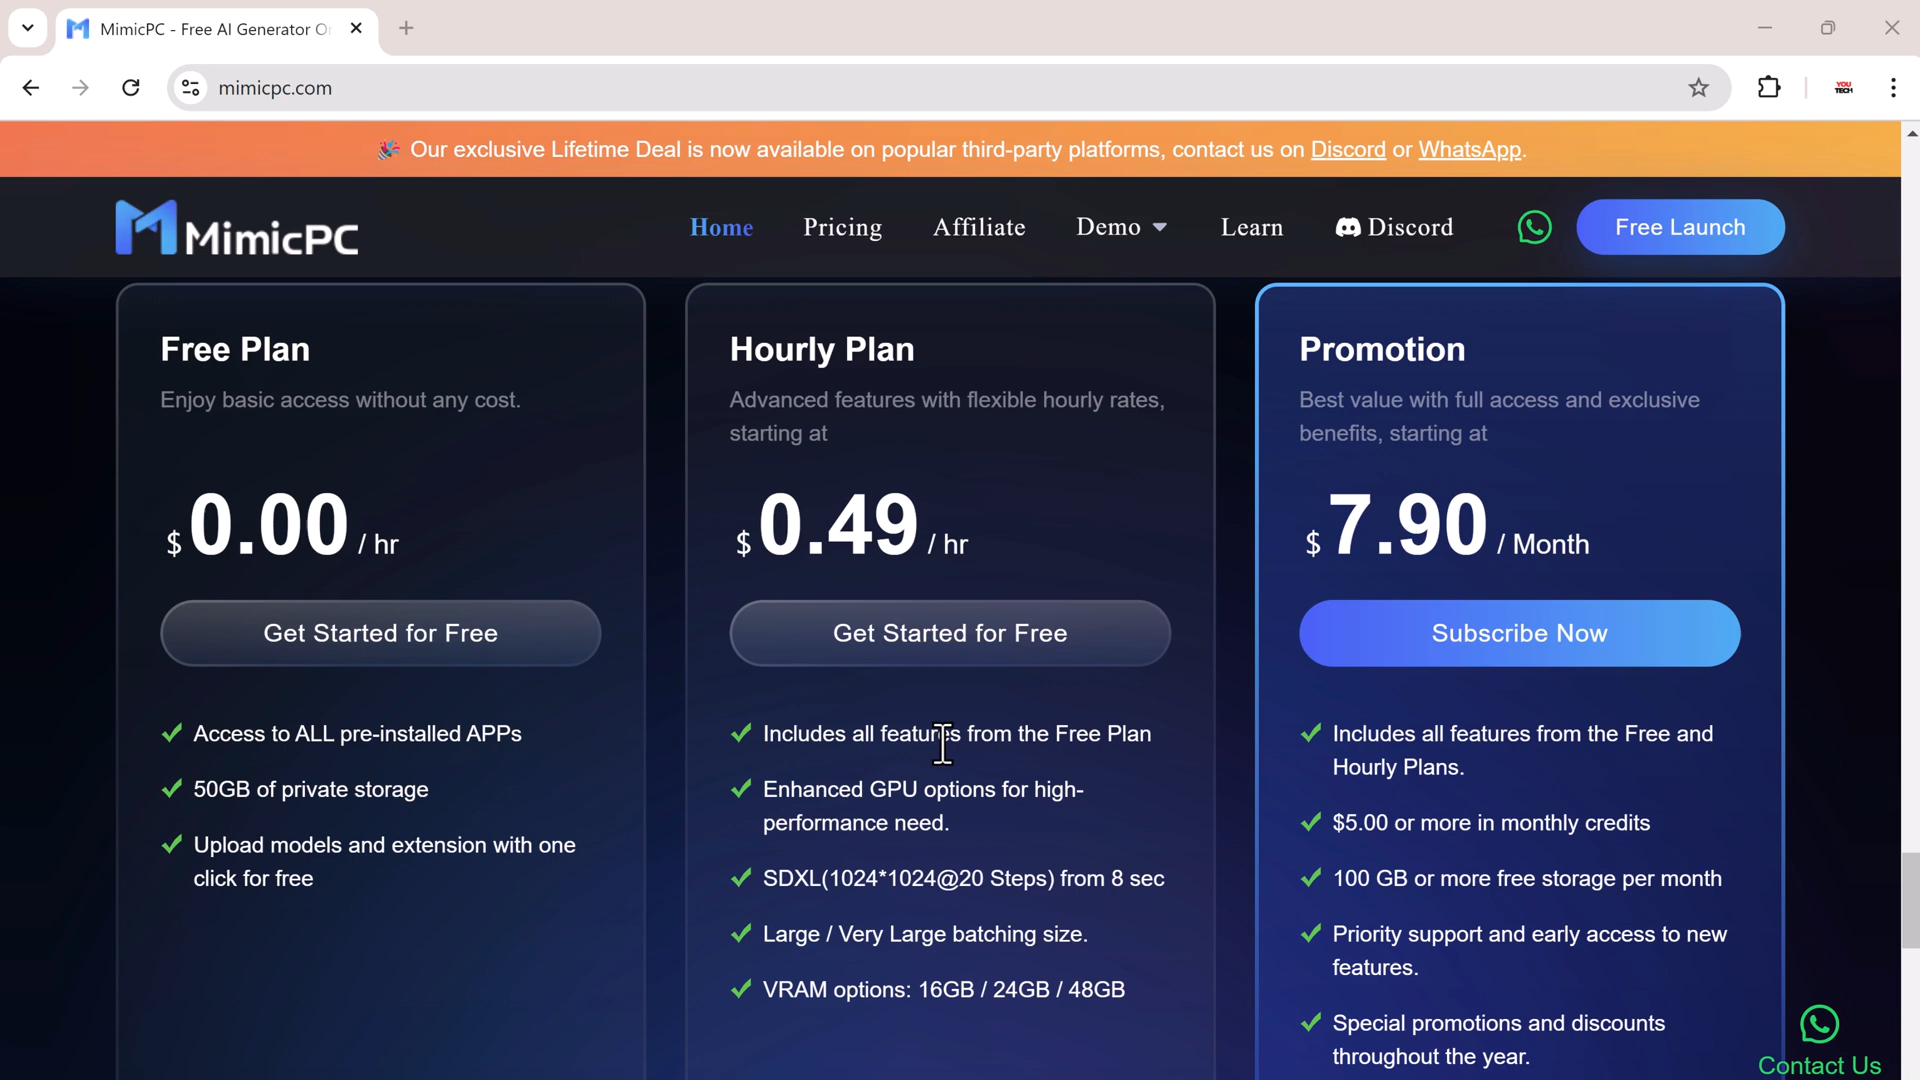 MimicPC - Free AI Generator O
mimicpc.com
YOU
TECH
🎉 Our exclusive Lifetime Deal is now available on popular third-party platforms, contact us on Discord or WhatsApp.
MimicPC
Home
Pricing
Affiliate
Demo
Learn
Discord
Free Launch
Free Plan
Enjoy basic access without any cost.
$ 0.00 / hr
Get Started for Free
Access to ALL pre-installed APPs
50GB of private storage
Upload models and extension with one
click for free
Hourly Plan
Advanced features with flexible hourly rates,
starting at
$ 0.49 / hr
Get Started for Free
Includes all features from the Free Plan
Enhanced GPU options for high-
performance need.
SDXL(1024*1024@20 Steps) from 8 sec
Large / Very Large batching size.
VRAM options: 16GB / 24GB / 48GB
Promotion
Best value with full access and exclusive
benefits, starting at
$ 7.90 / Month
Subscribe Now
Includes all features from the Free and
Hourly Plans.
$5.00 or more in monthly credits
100 GB or more free storage per month
Priority support and early access to new
features.
Special promotions and discounts
throughout the year.
Contact Us